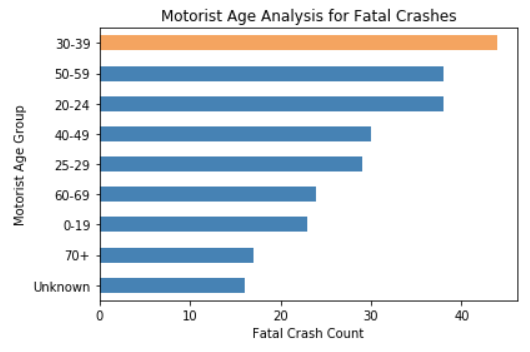 Motorist Age Analysis for Fatal Crashes
Motorist Age Group
30-39
50-59
20-24
40-49
25-29
60-69
0-19
70+
Unknown
0 10 20 30 40
Fatal Crash Count